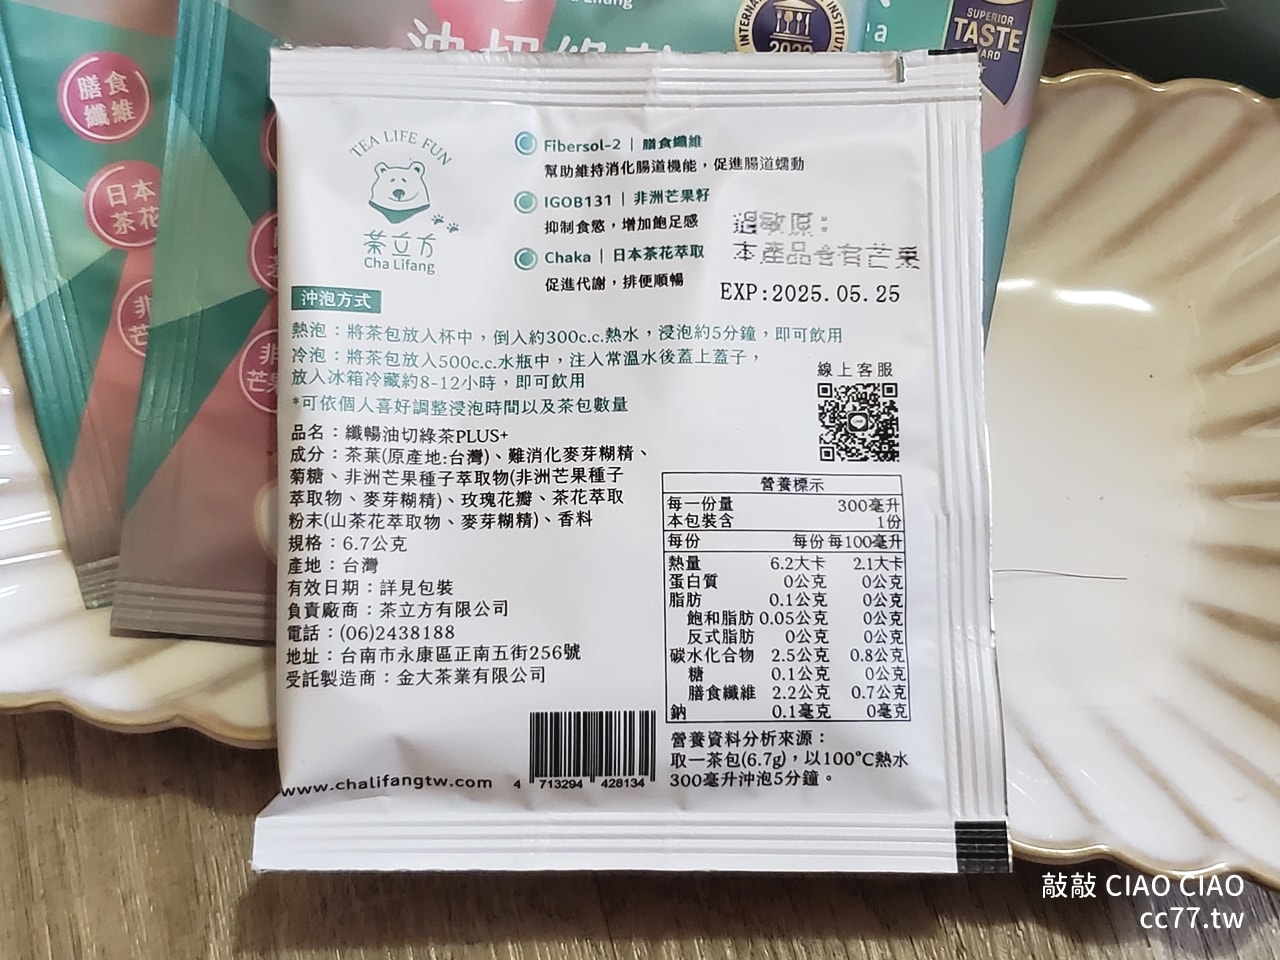 油切綠
INTERNA
INSTITU
2022
SUPERIOR
TASTE
膳食
纖維
日本
茶花
TEA LIFE FUN
茶立方
Cha Lifang
Fibersol-2 | 膳食纖維
幫助維持消化腸道機能，促進腸道蠕動
IGOB131 | 非洲芒果籽
抑制食慾，增加飽足感
Chaka | 日本茶花萃取
促進代謝，排便順暢
過敏原:
本產品含有芒果
EXP:2025.05.25
沖泡方式
熱泡：將茶包放入杯中，倒入約300c.c.熱水，浸泡約5分鐘，即可飲用
冷泡：將茶包放入500c.c.水瓶中，注入常溫水後蓋上蓋子，
放入冰箱冷藏約8-12小時，即可飲用
*可依個人喜好調整浸泡時間以及茶包數量
線上客服
品名：纖暢油切綠茶PLUS+
成分：茶葉(原產地:台灣)、難消化麥芽糊精、
菊糖、非洲芒果種子萃取物(非洲芒果種子
萃取物、麥芽糊精)、玫瑰花瓣、茶花萃取
粉末(山茶花萃取物、麥芽糊精)、香料
規格：6.7公克
產地：台灣
有效日期：詳見包裝
負責廠商：茶立方有限公司
電話：(06)2438188
地址：台南市永康區正南五街256號
受託製造商：金大茶業有限公司
營養標示
每一份量 300毫升
本包裝含 1份
每份 每份 每100毫升
熱量 6.2大卡 2.1大卡
蛋白質 0公克 0公克
脂肪 0.1公克 0公克
飽和脂肪 0.05公克 0公克
反式脂肪 0公克 0公克
碳水化合物 2.5公克 0.8公克
糖 0.1公克 0公克
膳食纖維 2.2公克 0.7公克
鈉 0.1毫克 0毫克
營養資料分析來源：
取一茶包(6.7g)，以100°C熱水
300毫升沖泡5分鐘。
www.chalifangtw.com
4 713294 428134
敲敲 CIAO CIAO
cc77.tw